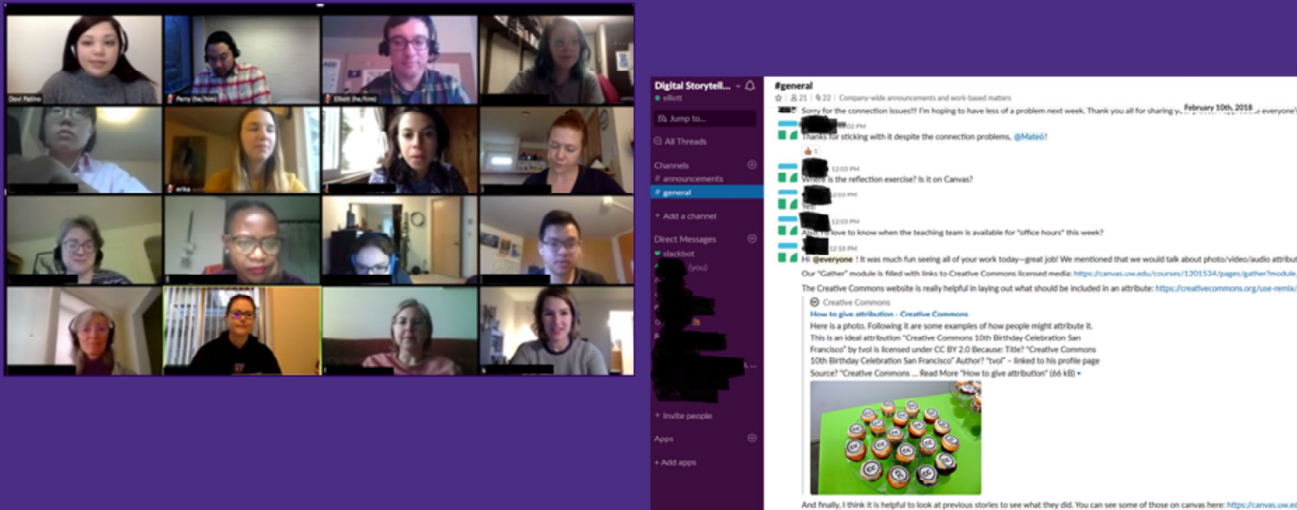 Dovi Patino
Perry (he/him)
Elliott (he/him)
erika
Digital Storytell...
elliott
Jump to...
All Threads
Channels
# announcements
# general
+ Add a channel
Direct Messages
slackbot
(you)
+ Invite people
Apps
+ Add apps
#general
21 | 22 | Company-wide announcements and work-based matters
February 10th, 2018
Sorry for the connection issues!!! I'm hoping to have less of a problem next week. Thank you all for sharing everyone's
:02 PM
Thanks for sticking with it despite the connection problems, @Mateo!
1
12:03 PM
Where is the reflection exercise? Is it on Canvas?
12:03 PM
Yes!
12:03 PM
Also, I'd love to know when the teaching team is available for "office hours" this week?
12:18 PM
Hi @everyone ! It was much fun seeing all of your work today—great job! We mentioned that we would talk about photo/video/audio attribut
Our "Gather" module is filled with links to Creative Commons licensed media: https://canvas.uw.edu/courses/1201534/pages/gather?module_
The Creative Commons website is really helpful in laying out what should be included in an attribute: https://creativecommons.org/use-remix/
Creative Commons
How to give attribution - Creative Commons
Here is a photo. Following it are some examples of how people might attribute it.
This is an ideal attribution "Creative Commons 10th Birthday Celebration San
Francisco" by tvol is licensed under CC BY 2.0 Because: Title? "Creative Commons
10th Birthday Celebration San Francisco" Author? "tvol" – linked to his profile page
Source? "Creative Commons ... Read More "How to give attribution" (66 kB)
And finally, I think it is helpful to look at previous stories to see what they did. You can see some of those on canvas here: https://canvas.uw.ed